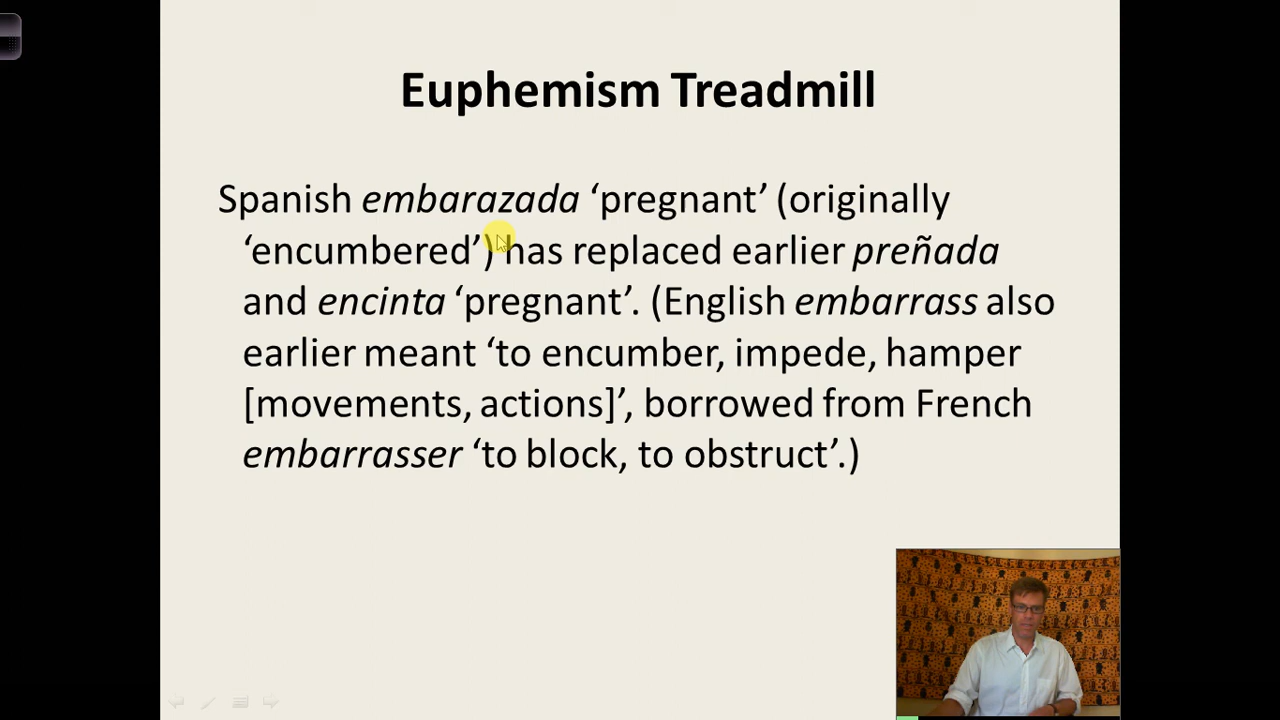 Euphemism Treadmill
Spanish embarazada ‘pregnant’ (originally
‘encumbered’) has replaced earlier preñada
and encinta ‘pregnant’. (English embarrass also
earlier meant ‘to encumber, impede, hamper
[movements, actions]’, borrowed from French
embarrasser ‘to block, to obstruct’.)